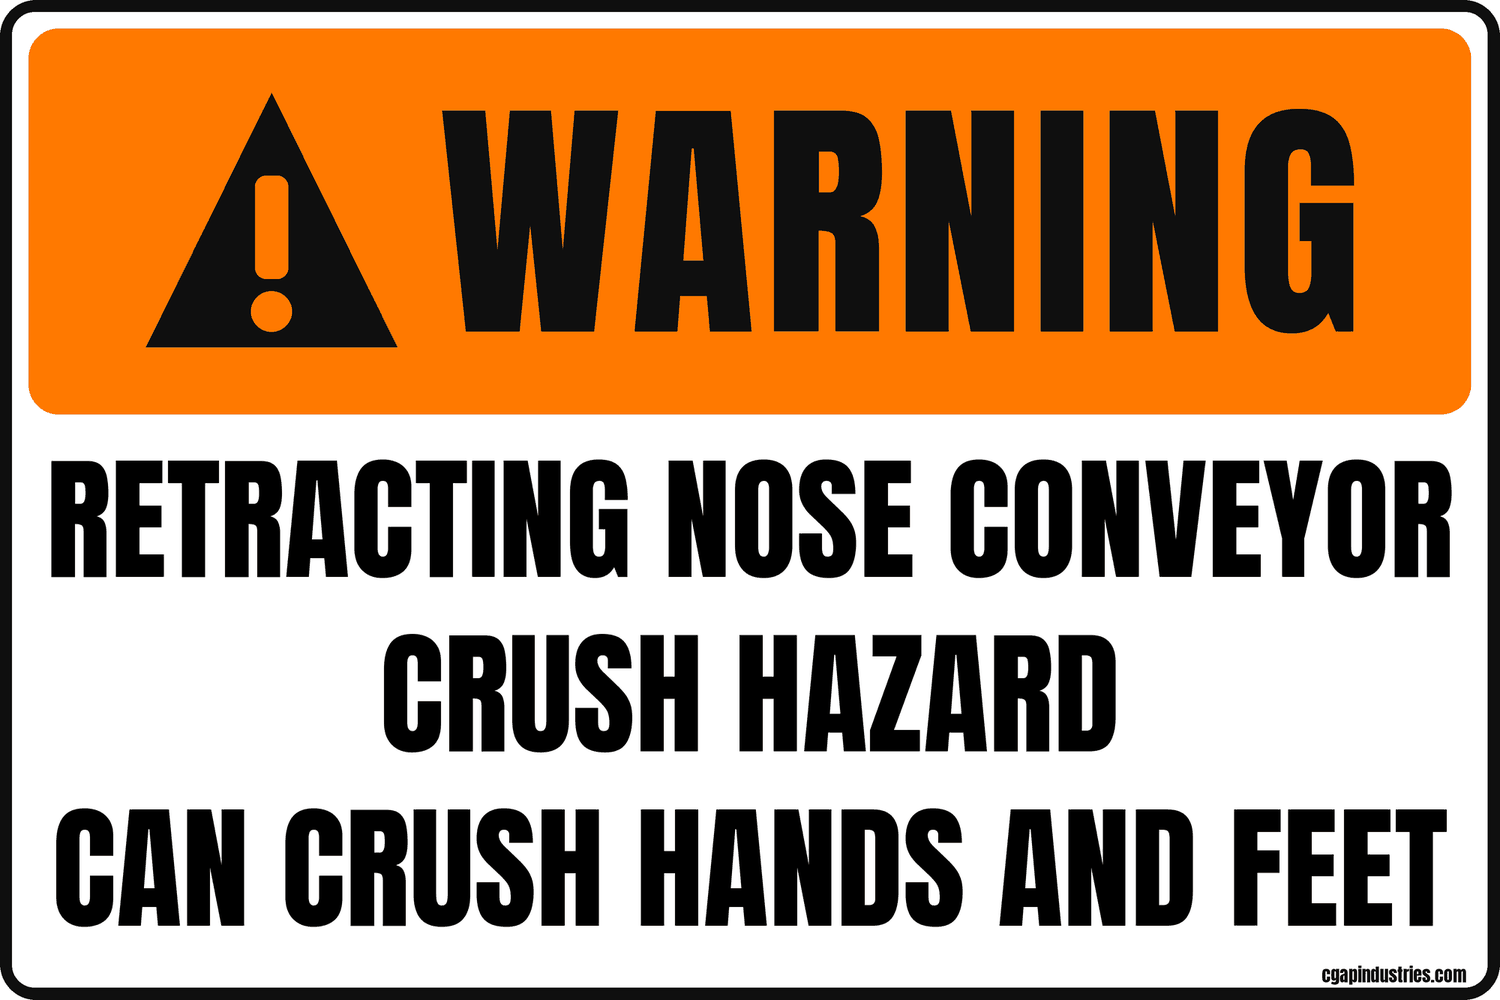 WARNING
RETRACTING NOSE CONVEYOR
CRUSH HAZARD
CAN CRUSH HANDS AND FEET
cgapindustries.com